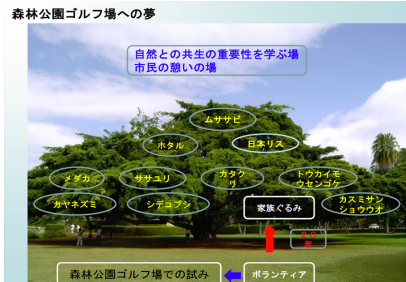 森林公園ゴルフ場への夢
自然との共生の重要性を学ぶ場
市民の憩いの場
ムササビ
ホタル
日本リス
メダカ
ササユリ
カタク
リ
トウカイモ
ウセンゴケ
カヤネズミ
シデコブシ
家族ぐるみ
カスミサン
ショウウオ
年
森林公園ゴルフ場での試み
ボランティア